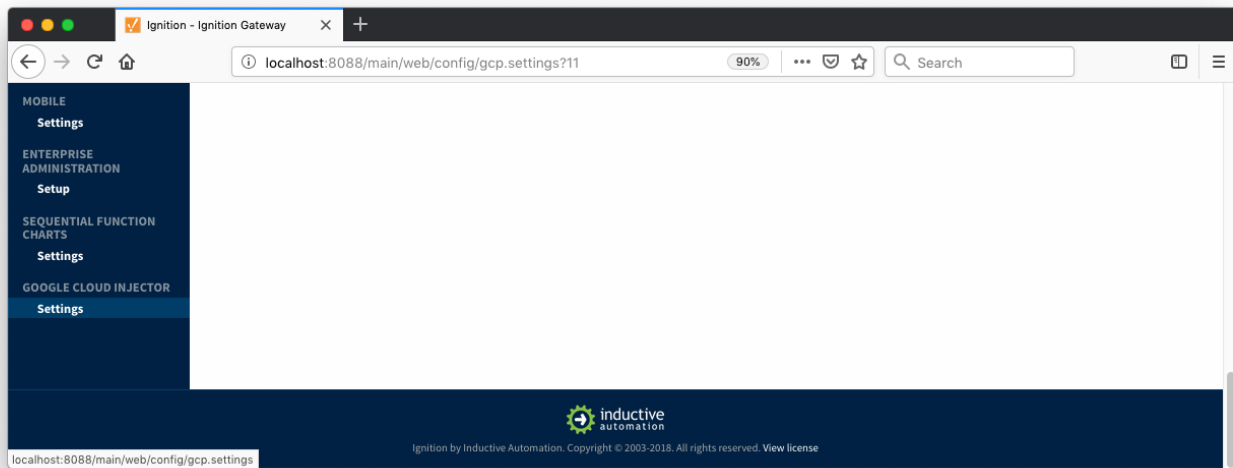 Ignition - Ignition Gateway
localhost:8088/main/web/config/gcp.settings?11
90%
Search
MOBILE
Settings
ENTERPRISE
ADMINISTRATION
Setup
SEQUENTIAL FUNCTION
CHARTS
Settings
GOOGLE CLOUD INJECTOR
Settings
inductive
automation
Ignition by Inductive Automation. Copyright © 2003-2018. All rights reserved. View license
localhost:8088/main/web/config/gcp.settings